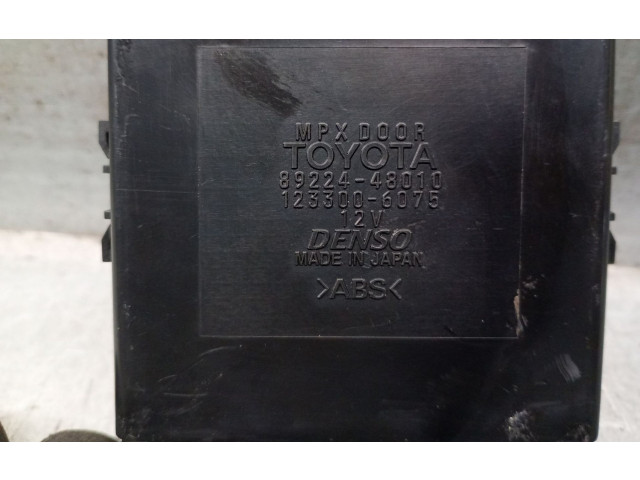 MPX DOOR
TOYOTA
89224-48010
123300-6075
12V
DENSO
MADE IN JAPAN
>ABS<